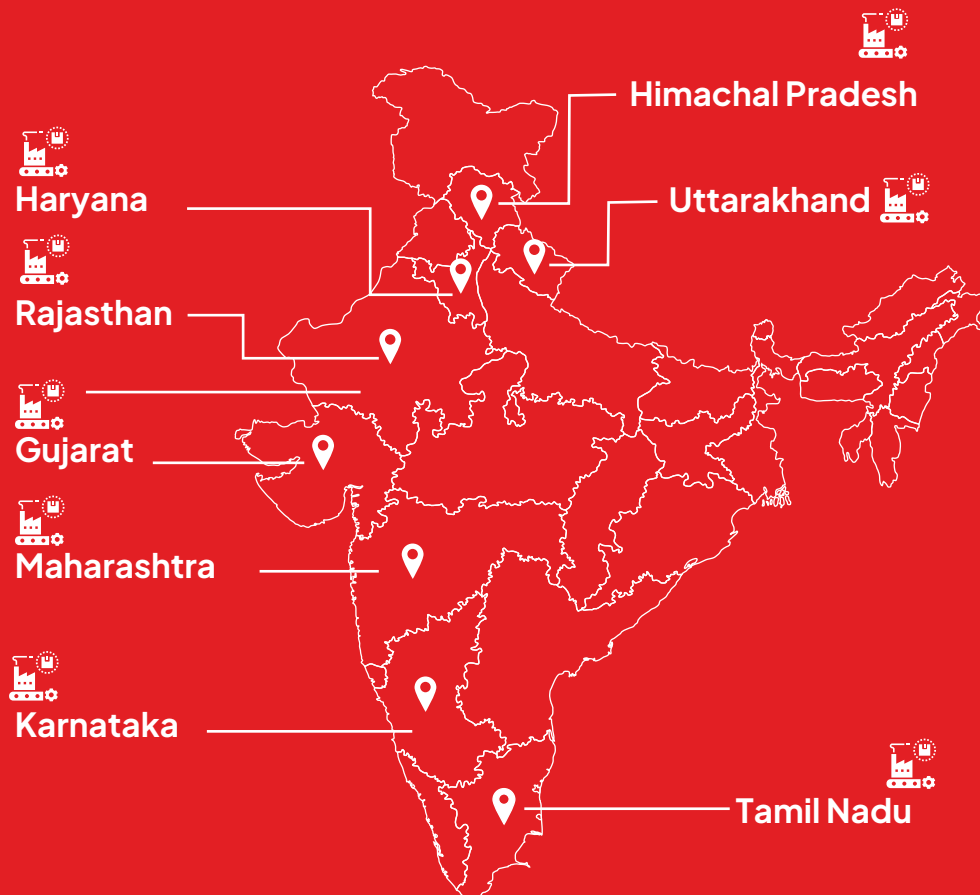 Himachal Pradesh
Haryana
Uttarakhand
Rajasthan
Gujarat
Maharashtra
Karnataka
Tamil Nadu